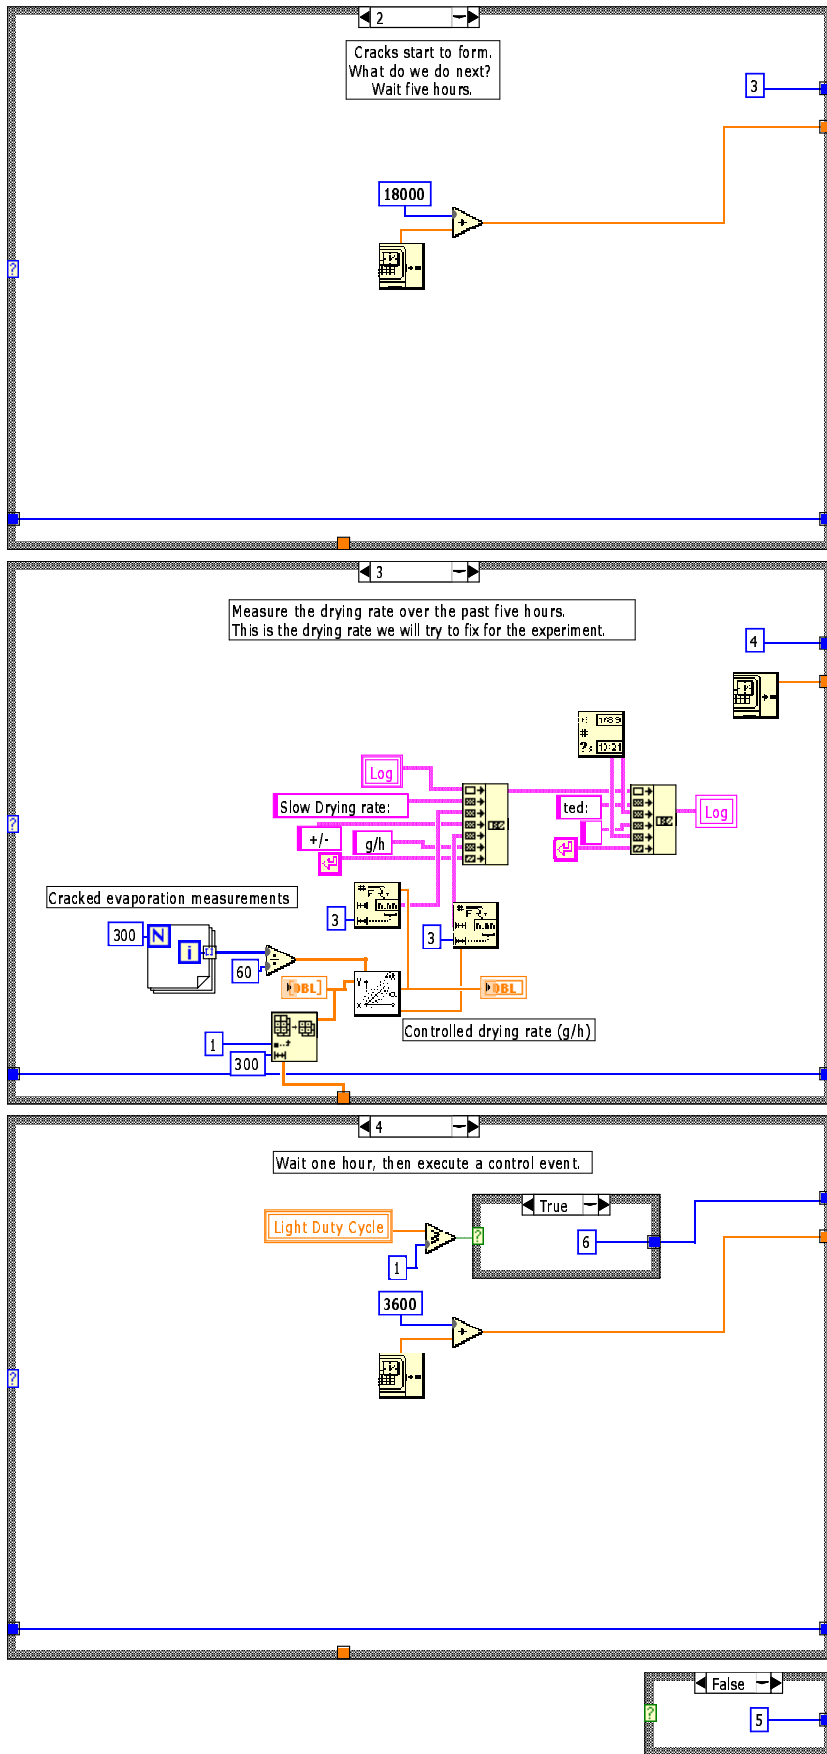 2
Cracks start to form.
What do we do next?
Wait five hours.
3
18000
+
?
3
Measure the drying rate over the past five hours.
This is the drying rate we will try to fix for the experiment.
4
Log
Slow Drying rate:
ted:
Log
+/-
g/h
?
Cracked evaporation measurements
3
3
300
N
i
60
DBL
DBL
Controlled drying rate (g/h)
1
300
4
Wait one hour, then execute a control event.
True
Light Duty Cycle
?
6
1
3600
+
?
False
?
5